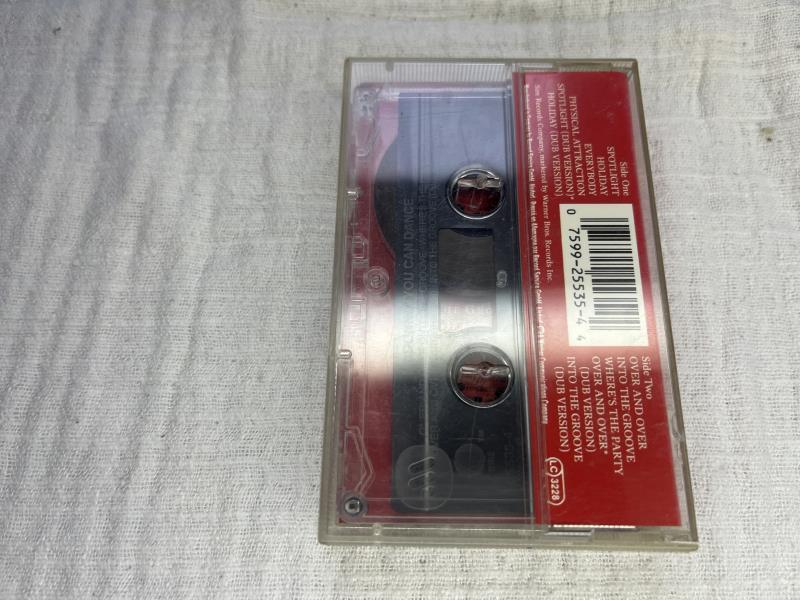 Side One
SPOTLIGHT
HOLIDAY
EVERYBODY
PHYSICAL ATTRACTION
SPOTLIGHT (DUB VERSION)*
HOLIDAY (DUB VERSION)
Side Two
OVER AND OVER
INTO THE GROOVE
WHERE'S THE PARTY
OVER AND OVER*
(DUB VERSION)
INTO THE GROOVE
(DUB VERSION)
0 7599-25535-4 4
LC 3228
Sire Records Company, marketed by Warner Bros. Records Inc.
YOU CAN DANCE